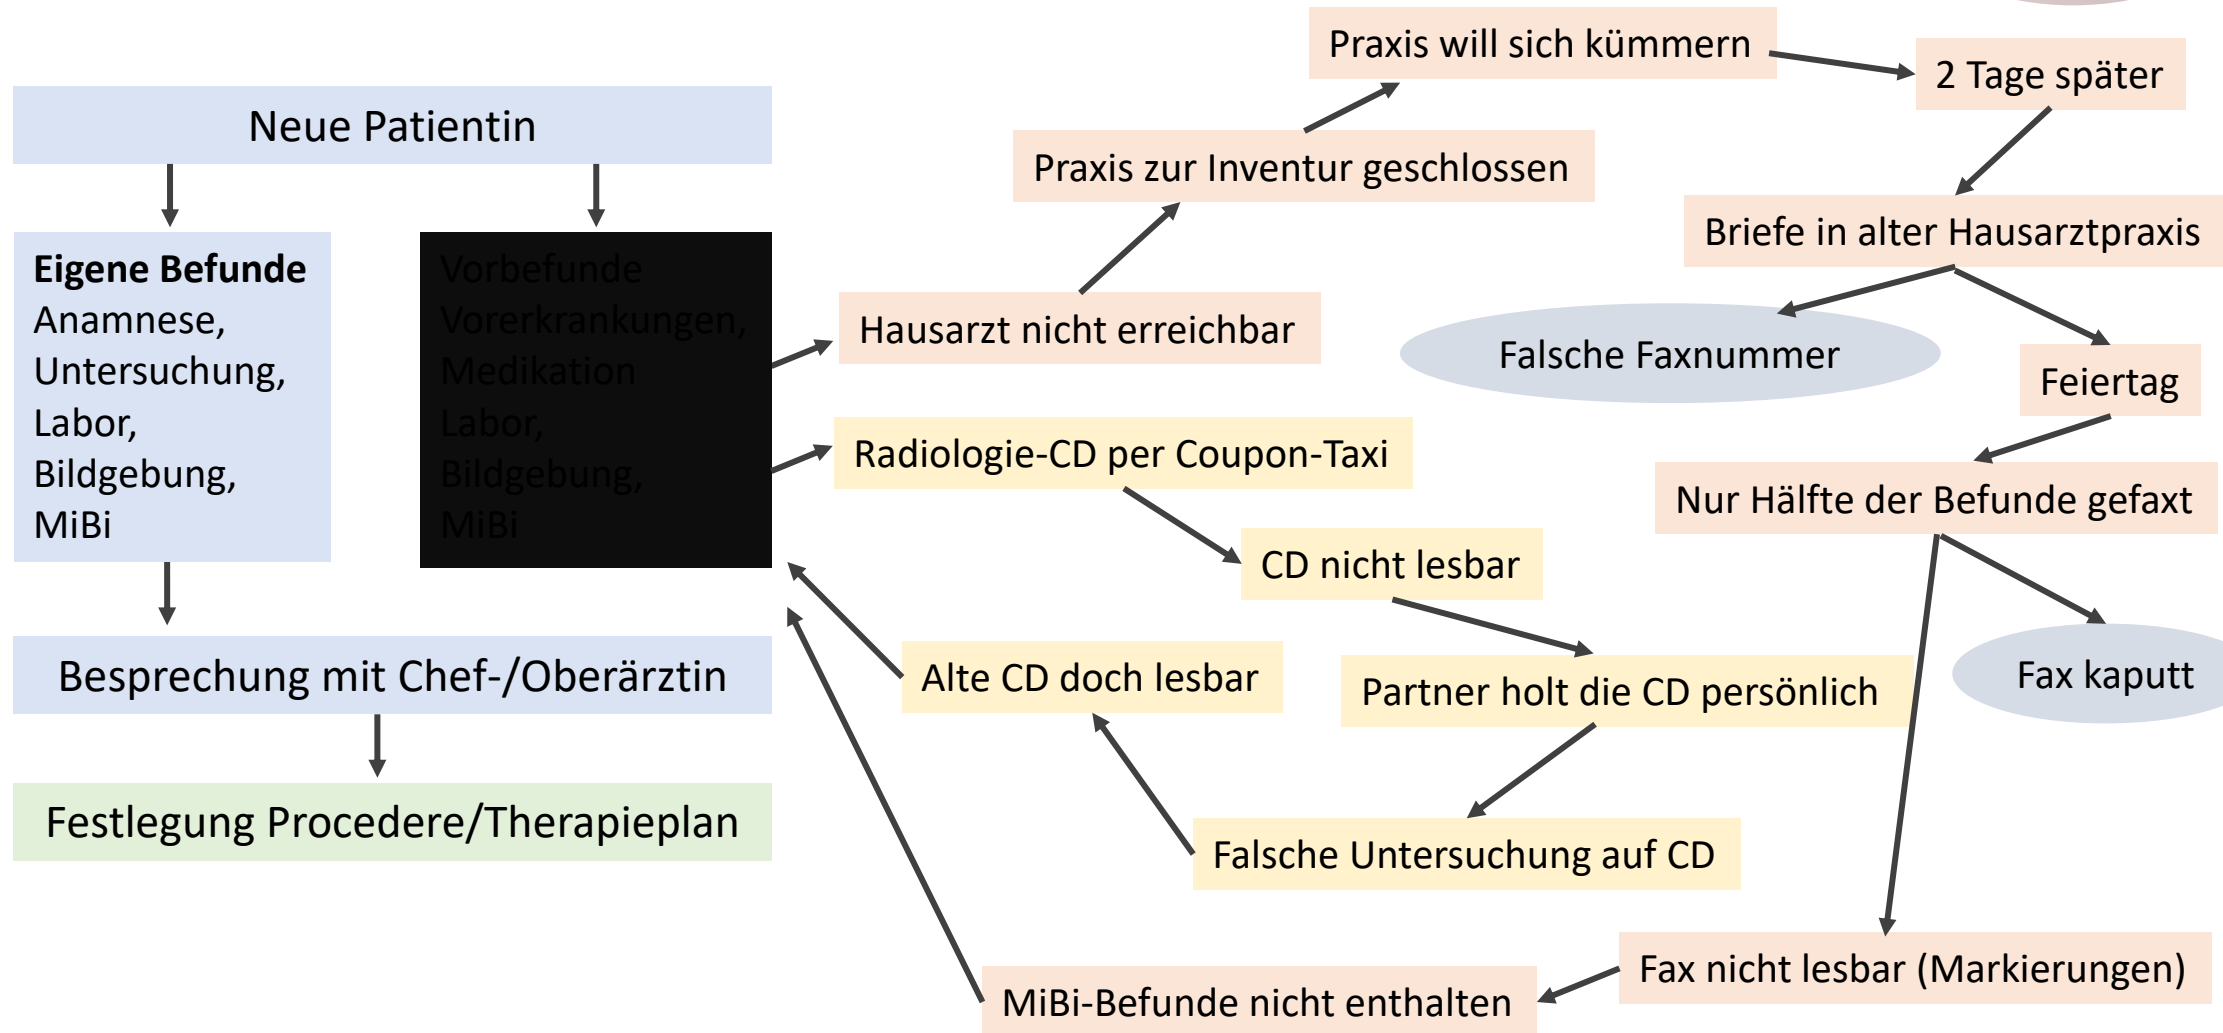 Neue Patientin
Eigene Befunde
Anamnese,
Untersuchung,
Labor,
Bildgebung,
MiBi
Vorbefunde
Vorerkrankungen,
Medikation
Labor,
Bildgebung,
MiBi
Besprechung mit Chef-/Oberärztin
Festlegung Procedere/Therapieplan
Hausarzt nicht erreichbar
Praxis zur Inventur geschlossen
Praxis will sich kümmern
2 Tage später
Briefe in alter Hausarztpraxis
Falsche Faxnummer
Feiertag
Nur Hälfte der Befunde gefaxt
Fax kaputt
Fax nicht lesbar (Markierungen)
MiBi-Befunde nicht enthalten
Radiologie-CD per Coupon-Taxi
CD nicht lesbar
Partner holt die CD persönlich
Falsche Untersuchung auf CD
Alte CD doch lesbar